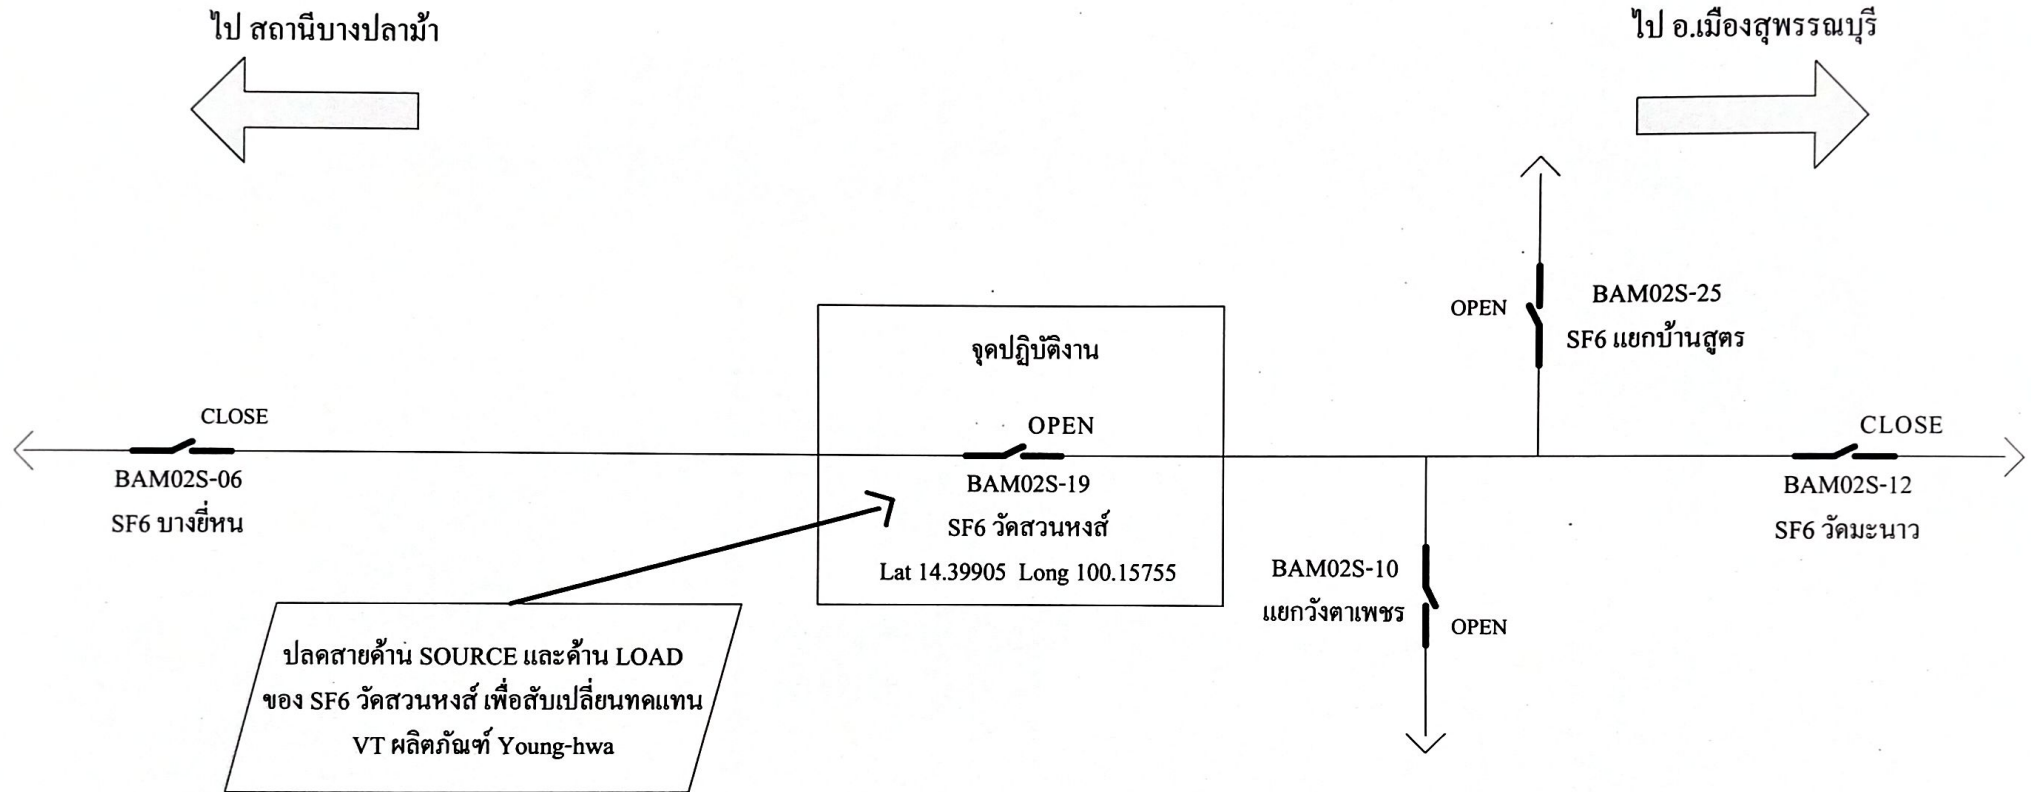 ไป สถานีบางปลาม้า
ไป อ.เมืองสุพรรณบุรี
OPEN
BAM02S-25
SF6 แยกบ้านสูตร
จุดปฏิบัติงาน
CLOSE
OPEN
CLOSE
BAM02S-06
SF6 บางยี่หน
BAM02S-19
SF6 วัดสวนหงส์
Lat 14.39905 Long 100.15755
BAM02S-12
SF6 วัดมะนาว
BAM02S-10
แยกวังตาเพชร
OPEN
ปลดสายด้าน SOURCE และด้าน LOAD
ของ SF6 วัดสวนหงส์ เพื่อสับเปลี่ยนทดแทน
VT ผลิตภัณฑ์ Young-hwa